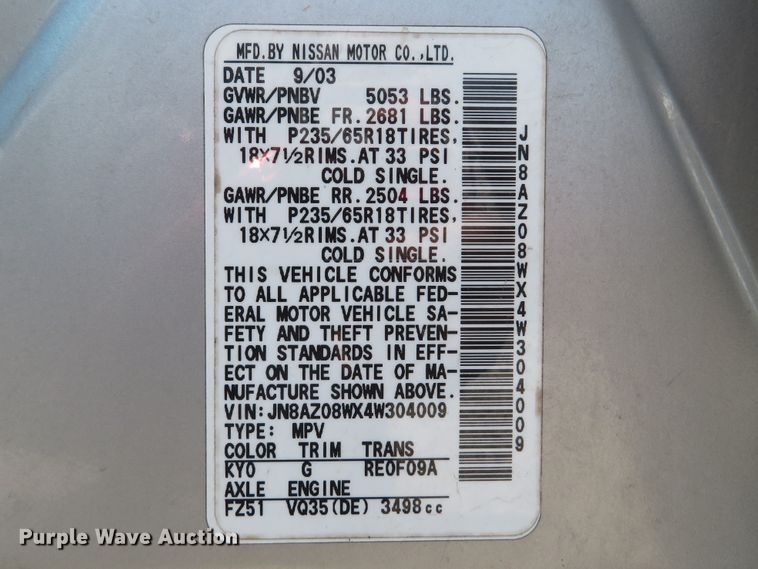 MFD.BY NISSAN MOTOR CO.,LTD.
DATE 9/03
GVWR/PNBV 5053 LBS.
GAWR/PNBE FR.2681 LBS.
WITH P235/65R18TIRES,
18X7½RIMS.AT 33 PSI
COLD SINGLE.
GAWR/PNBE RR.2504 LBS.
WITH P235/65R18TIRES,
18X7½RIMS.AT 33 PSI
COLD SINGLE.
THIS VEHICLE CONFORMS
TO ALL APPLICABLE FED-
ERAL MOTOR VEHICLE SA-
FETY AND THEFT PREVEN-
TION STANDARDS IN EFF-
ECT ON THE DATE OF MA-
NUFACTURE SHOWN ABOVE.
VIN:JN8AZ08WX4W304009
TYPE: MPV
COLOR TRIM TRANS
KY0 G RE0F09A
AXLE ENGINE
FZ51 VQ35(DE) 3498cc
JN8AZ08WX4W304009
Purple Wave Auction